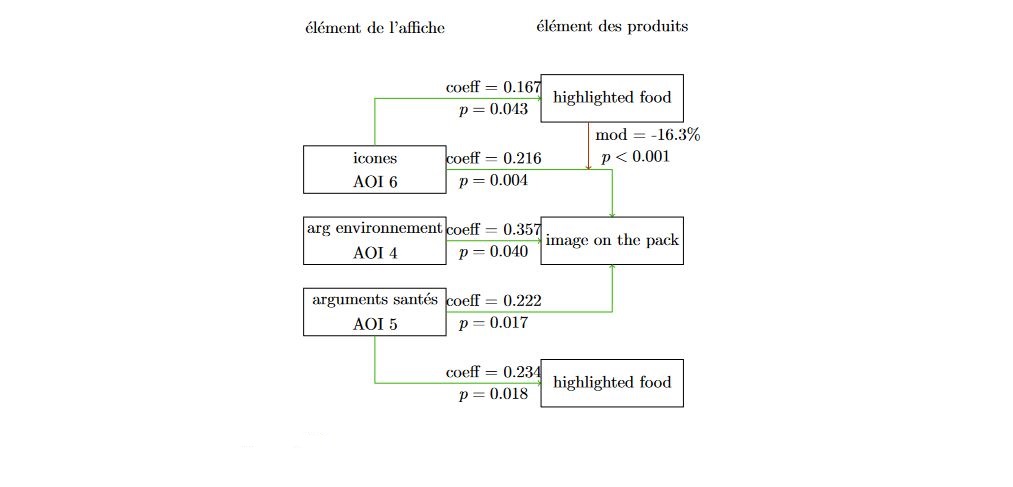 élément de l'affiche
élément des produits
coeff = 0.167
p = 0.043
highlighted food
mod = -16.3%
p < 0.001
icones
AOI 6
coeff = 0.216
p = 0.004
arg environnement
AOI 4
coeff = 0.357
p = 0.040
image on the pack
arguments santés
AOI 5
coeff = 0.222
p = 0.017
coeff = 0.234
p = 0.018
highlighted food